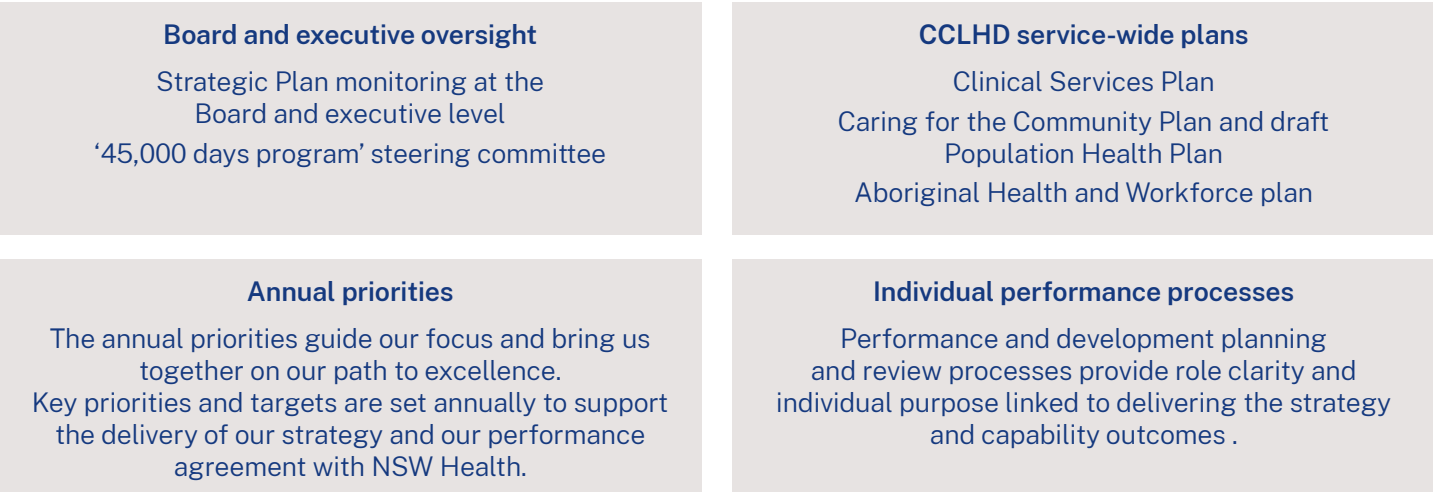 Board and executive oversight
Strategic Plan monitoring at the
Board and executive level
‘45,000 days program’ steering committee
CCLHD service-wide plans
Clinical Services Plan
Caring for the Community Plan and draft
Population Health Plan
Aboriginal Health and Workforce plan
Annual priorities
The annual priorities guide our focus and bring us
together on our path to excellence.
Key priorities and targets are set annually to support
the delivery of our strategy and our performance
agreement with NSW Health.
Individual performance processes
Performance and development planning
and review processes provide role clarity and
individual purpose linked to delivering the strategy
and capability outcomes .